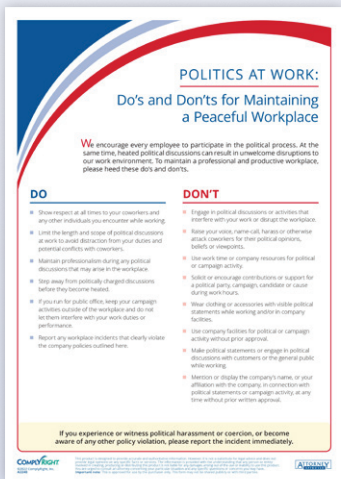 POLITICS AT WORK:
Do's and Don'ts for Maintaining
a Peaceful Workplace
We encourage every employee to participate in the political process. At the
same time, heated political discussions can result in unwelcome disruptions to
our work environment. To maintain a professional and productive workplace,
please heed these do's and don'ts.
DO
Show respect at all times to your coworkers and
any other individuals you encounter while working.
Limit the length and scope of political discussions
at work to avoid distraction from your duties and
potential conflicts with coworkers.
Maintain professionalism during any political
discussions that may arise in the workplace.
Step away from politically charged discussions
before they become heated.
If you run for public office, keep your campaign
activities outside of the workplace and do not
let them interfere with your work duties or
performance.
Report any workplace incidents that clearly violate
the company policies outlined here.
DON'T
Engage in political discussions or activities that
interfere with your work or disrupt the workplace.
Raise your voice, name call, harass or otherwise
attack coworkers for their political opinions,
beliefs or viewpoints.
Use work time or company resources for political
or campaign activity.
Solicit or encourage contributions or support for
a political party, campaign, candidate or cause
during work hours.
Wear clothing or accessories with visible political
statements while working and/or in company
facilities.
Use company facilities for political or campaign
activity without prior approval.
Make political statements or engage in political
discussions with customers or the general public
while working.
Mention or display the company's name, or your
affiliation with the company, in connection with
political statements or campaign activity, at any
time without prior written approval.
If you experience or witness political harassment or conflict, or become
aware of any other policy violation, please report the incident immediately.
COMPLYRIGHT
ATTORNEY